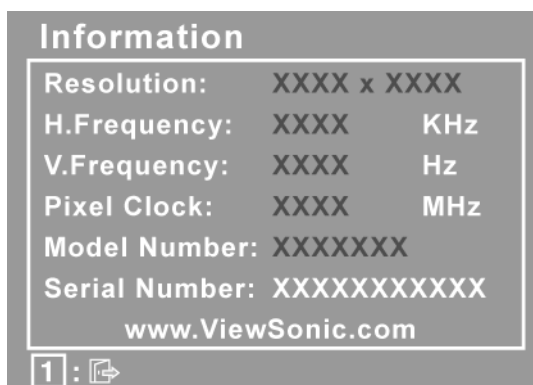 Information
Resolution: XXXX x XXXX
H.Frequency: XXXX KHz
V.Frequency: XXXX Hz
Pixel Clock: XXXX MHz
Model Number: XXXXXXX
Serial Number: XXXXXXXXXXX
www.ViewSonic.com
1 :